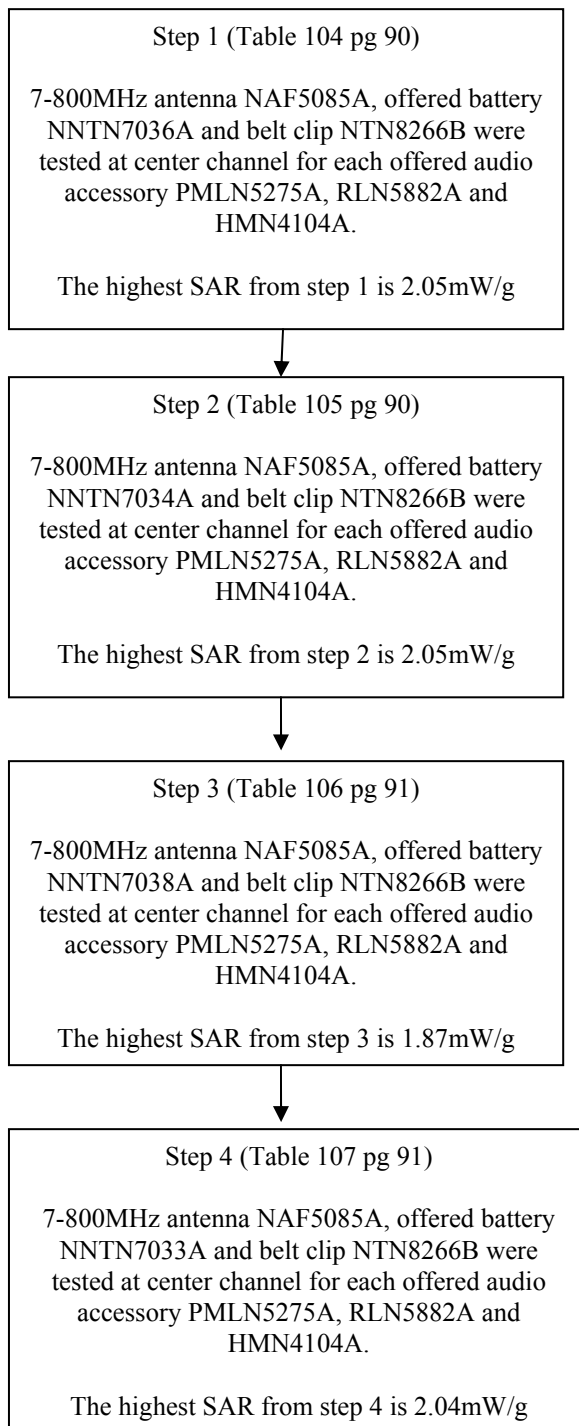 Step 1 (Table 104 pg 90)
7-800MHz antenna NAF5085A, offered battery
NNTN7036A and belt clip NTN8266B were
tested at center channel for each offered audio
accessory PMLN5275A, RLN5882A and
HMN4104A.
The highest SAR from step 1 is 2.05mW/g
Step 2 (Table 105 pg 90)
7-800MHz antenna NAF5085A, offered battery
NNTN7034A and belt clip NTN8266B were
tested at center channel for each offered audio
accessory PMLN5275A, RLN5882A and
HMN4104A.
The highest SAR from step 2 is 2.05mW/g
Step 3 (Table 106 pg 91)
7-800MHz antenna NAF5085A, offered battery
NNTN7038A and belt clip NTN8266B were
tested at center channel for each offered audio
accessory PMLN5275A, RLN5882A and
HMN4104A.
The highest SAR from step 3 is 1.87mW/g
Step 4 (Table 107 pg 91)
7-800MHz antenna NAF5085A, offered battery
NNTN7033A and belt clip NTN8266B were
tested at center channel for each offered audio
accessory PMLN5275A, RLN5882A and
HMN4104A.
The highest SAR from step 4 is 2.04mW/g